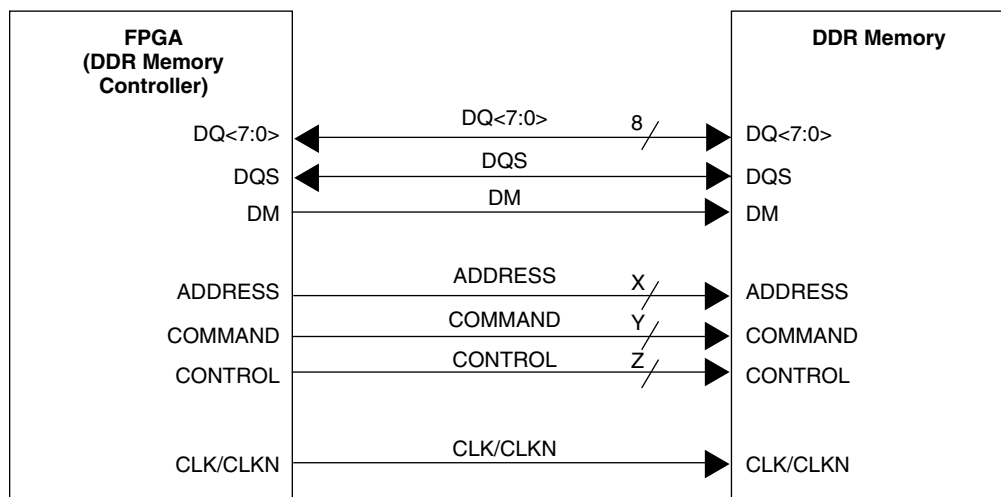 FPGA
(DDR Memory
Controller)
DDR Memory
DQ<7:0>
DQ<7:0>
8
DQ<7:0>
DQS
DQS
DQS
DM
DM
DM
ADDRESS
ADDRESS
X
ADDRESS
COMMAND
COMMAND
Y
COMMAND
CONTROL
CONTROL
Z
CONTROL
CLK/CLKN
CLK/CLKN
CLK/CLKN